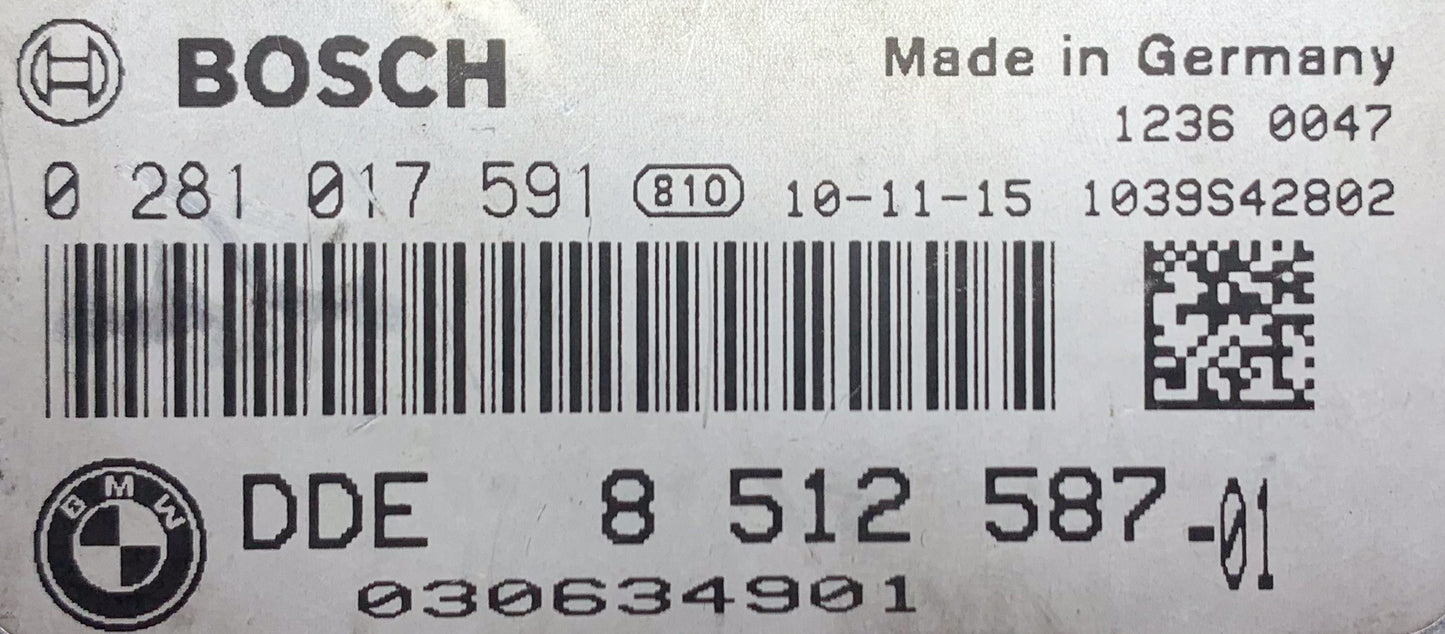 BOSCH Made in Germany
1236 0047
0 281 017 591 810 10-11-15 1039S42802
BMW DDE 8 512 587-01
030634901